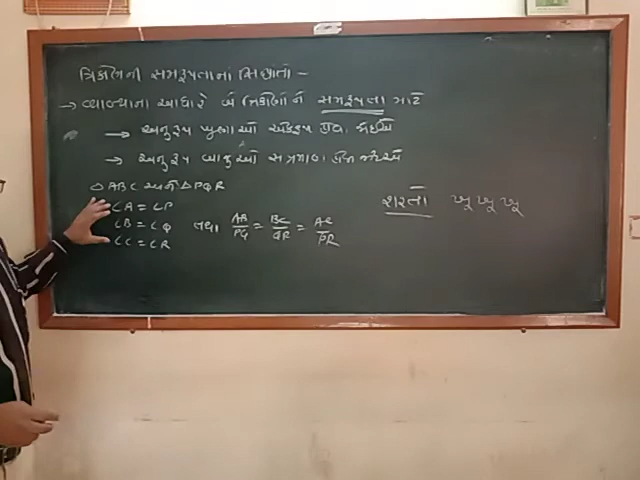 ત્રિકોણની સમરૂપતાના સિદ્ધાંતો –
→ વ્યાખ્યાના આધારે બે ત્રિકોણોને સમરૂપતા માટે
→ અનુરૂપ ખૂણાઓ એકરૂપ હોવા જોઈએ
→ અનુરૂપ બાજુઓ સમપ્રમાણ હોવી જોઈએ
△ ABC અને △ PQR
∠A = ∠P
∠B = ∠Q તથા AB/PQ = BC/QR = AC/PR
∠C = ∠R
શરતો ખૂ ખૂ ખૂ